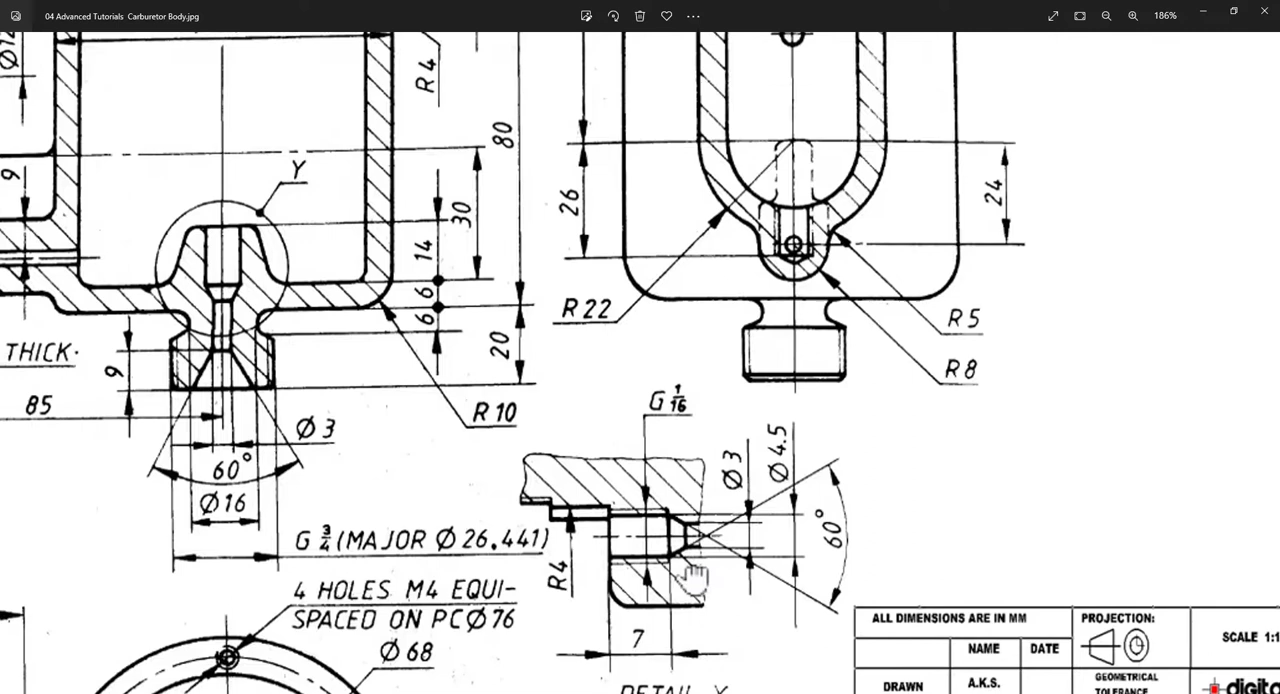 04 Advanced Tutorials Carburetor Body.jpg
186%
R4
80
9
Y
30
14
6
6
20
THICK.
9
85
Ø3
60°
Ø16
R10
G 3/4 (MAJOR Ø 26.441)
4 HOLES M4 EQUI-
SPACED ON PCØ76
Ø68
26
24
R22
R5
R8
G 1/16
Ø3
Ø4.5
60°
R4
7
ALL DIMENSIONS ARE IN MM
PROJECTION:
SCALE 1:1
NAME
DATE
DRAWN
A.K.S.
GEOMETRICAL
TOLERANCE